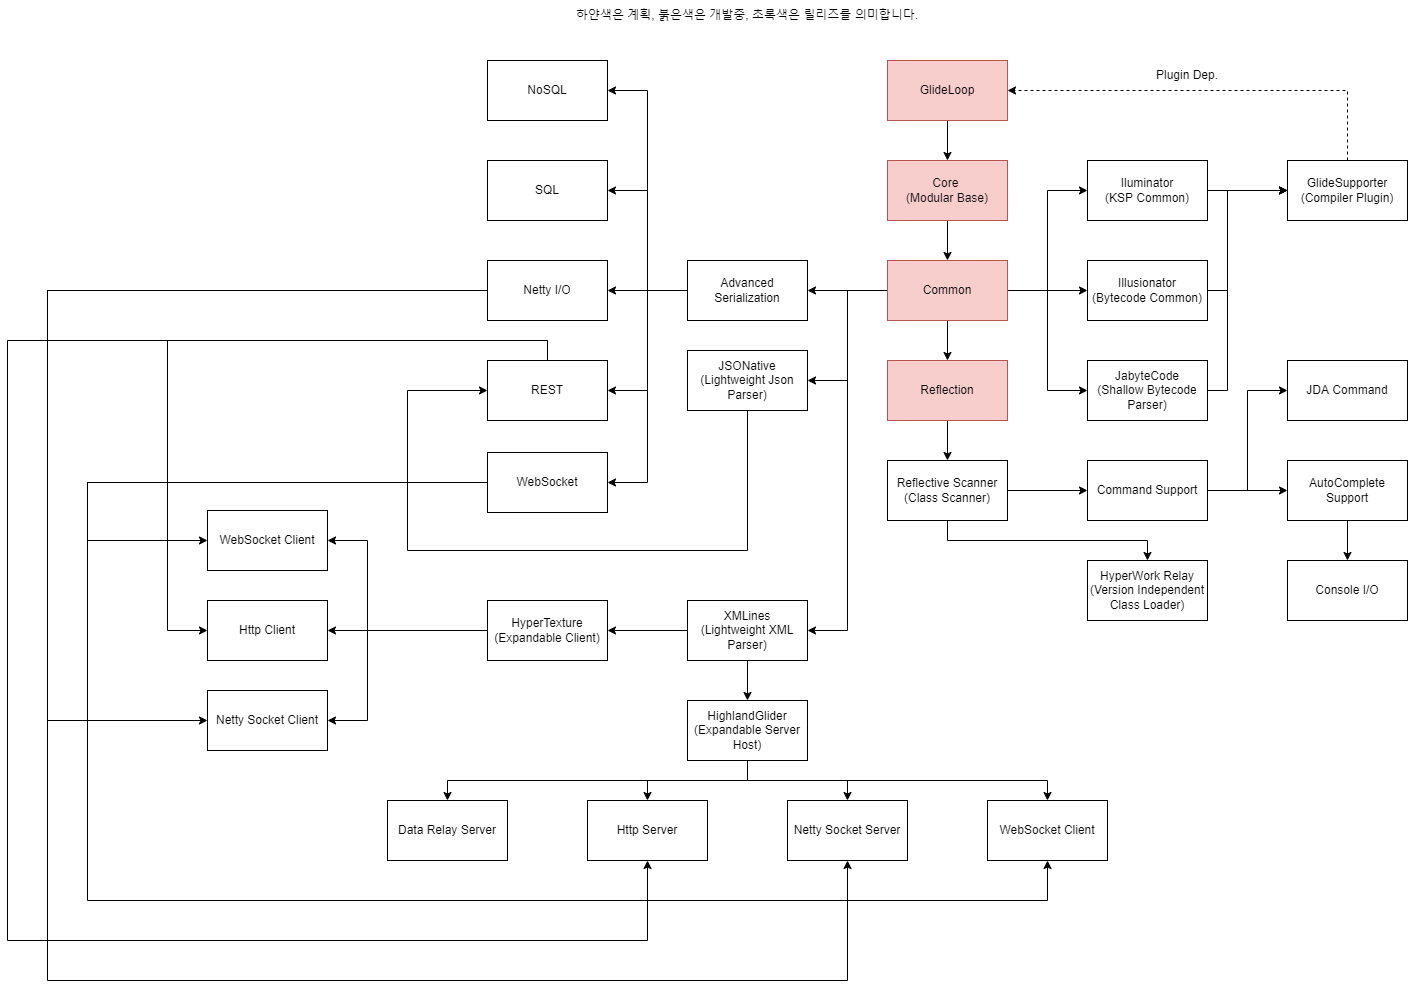 하얀색은 계획, 붉은색은 개발중, 초록색은 릴리즈를 의미합니다.
Plugin Dep.
NoSQL
GlideLoop
SQL
Core
(Modular Base)
Iluminator
(KSP Common)
GlideSupporter
(Compiler Plugin)
Netty I/O
Advanced
Serialization
Common
Illusionator
(Bytecode Common)
REST
JSONNative
(Lightweight Json
Parser)
Reflection
JabyteCode
(Shallow Bytecode
Parser)
JDA Command
WebSocket
Reflective Scanner
(Class Scanner)
Command Support
AutoComplete
Support
WebSocket Client
HyperWork Relay
(Version Independent
Class Loader)
Console I/O
Http Client
HyperTexture
(Expandable Client)
XMLines
(Lightweight XML
Parser)
Netty Socket Client
HighlandGlider
(Expandable Server
Host)
Data Relay Server
Http Server
Netty Socket Server
WebSocket Client